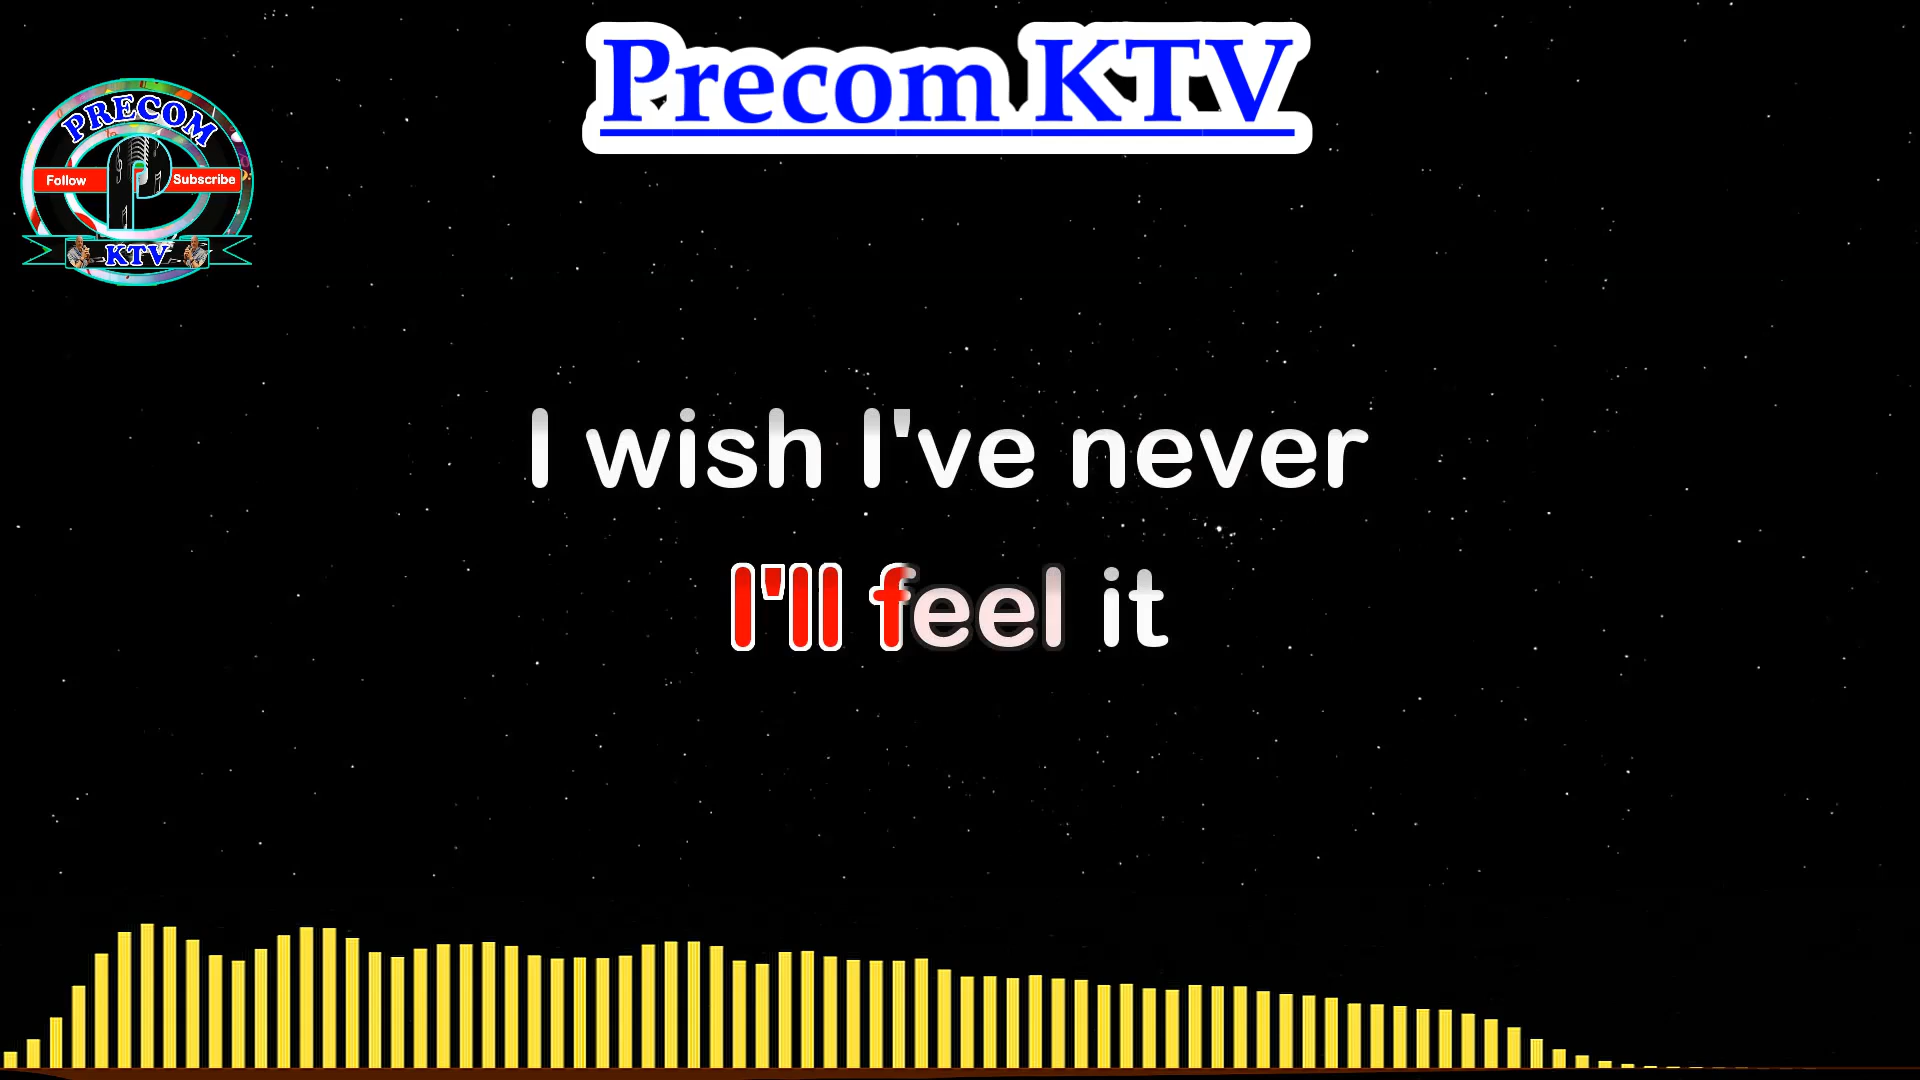 Precom KTV
PRECOM
Follow
Subscribe
KTV
I wish I've never
I'll feel it